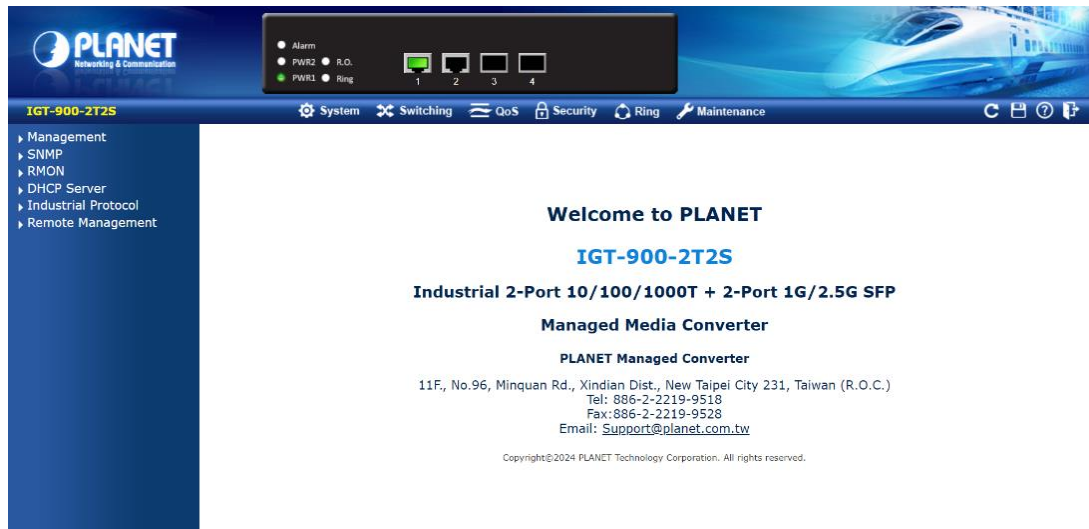 PLANET
Networking & Communication
Alarm
PWR2 R.O.
PWR1 Ring
1 2 3 4
IGT-900-2T2S
System Switching QoS Security Ring Maintenance
Management
SNMP
RMON
DHCP Server
Industrial Protocol
Remote Management
Welcome to PLANET
IGT-900-2T2S
Industrial 2-Port 10/100/1000T + 2-Port 1G/2.5G SFP
Managed Media Converter
PLANET Managed Converter
11F., No.96, Minquan Rd., Xindian Dist., New Taipei City 231, Taiwan (R.O.C.)
Tel: 886-2-2219-9518
Fax:886-2-2219-9528
Email: Support@planet.com.tw
Copyright©2024 PLANET Technology Corporation. All rights reserved.